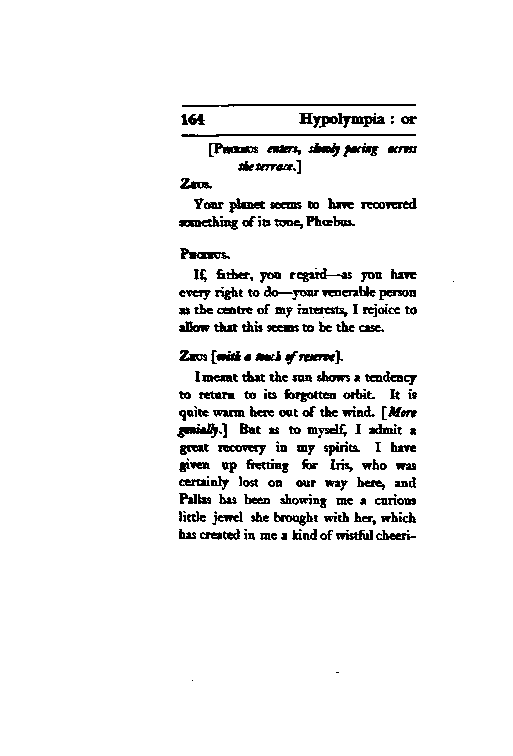 164 Hypolympia : or
[Phœbus enters, slowly pacing across
the terrace.]
Zeus.
Your planet seems to have recovered
something of its tone, Phœbus.
Phœbus.
If, father, you regard—as you have
every right to do—your venerable person
as the centre of my interests, I rejoice to
allow that this seems to be the case.
Zeus [with a touch of reserve].
I meant that the sun shows a tendency
to return to its forgotten orbit. It is
quite warm here out of the wind. [More
genially.] But as to myself, I admit a
great recovery in my spirits. I have
given up fretting for Iris, who was
certainly lost on our way here, and
Pallas has been showing me a curious
little jewel she brought with her, which
has created in me a kind of wistful cheeri-